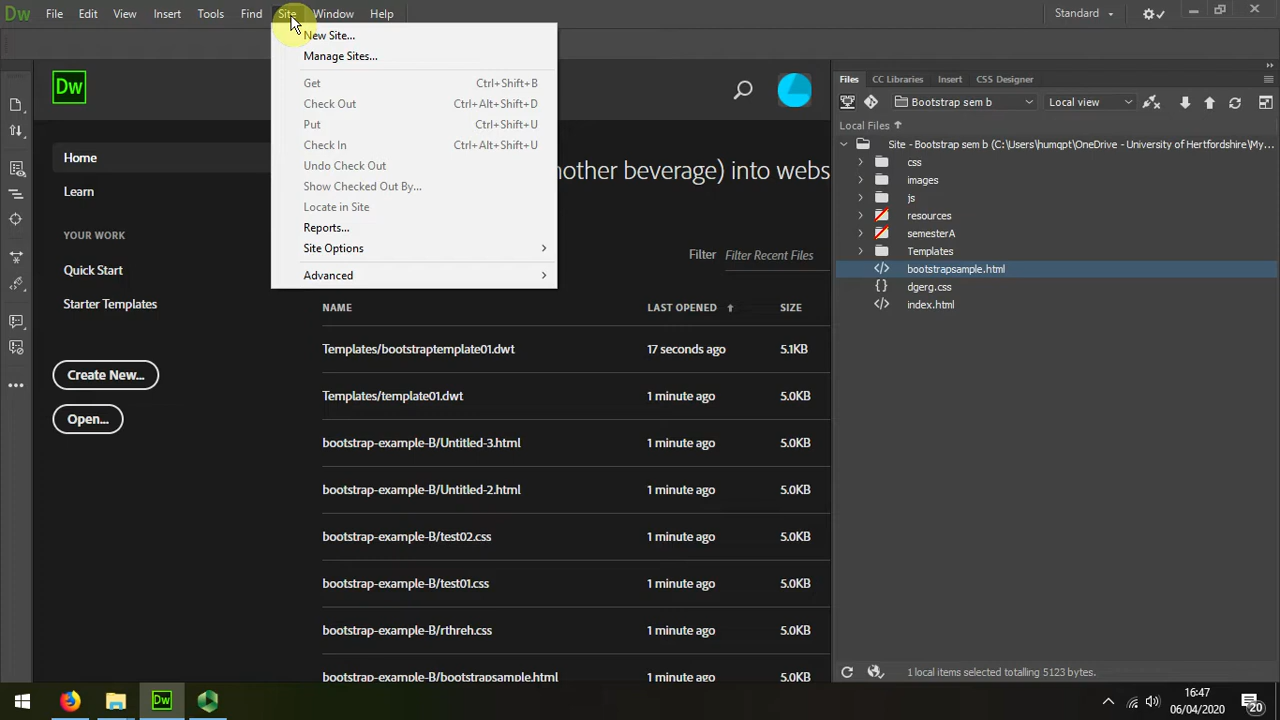 Dw File Edit View Insert Tools Find Site Window Help Standard
New Site...
Manage Sites...
Get Ctrl+Shift+B
Check Out Ctrl+Alt+Shift+D
Put Ctrl+Shift+U
Check In Ctrl+Alt+Shift+U
Undo Check Out
Show Checked Out By...
Locate in Site
Reports...
Site Options
Advanced
Dw
Home
Learn
YOUR WORK
Quick Start
Starter Templates
Create New...
Open...
nother beverage) into webs
Filter Filter Recent Files
NAME LAST OPENED SIZE
Templates/bootstraptemplate01.dwt 17 seconds ago 5.1KB
Templates/template01.dwt 1 minute ago 5.0KB
bootstrap-example-B/Untitled-3.html 1 minute ago 5.0KB
bootstrap-example-B/Untitled-2.html 1 minute ago 5.0KB
bootstrap-example-B/test02.css 1 minute ago 5.0KB
bootstrap-example-B/test01.css 1 minute ago 5.0KB
bootstrap-example-B/rthreh.css 1 minute ago 5.0KB
bootstrap-example-B/bootstrapsample.html 1 minute ago 5.0KB
Files CC Libraries Insert CSS Designer
Bootstrap sem b Local view
Local Files
Site - Bootstrap sem b (C:\Users\humqpt\OneDrive - University of Hertfordshire\My...
css
images
js
resources
semesterA
Templates
bootstrapsample.html
dgerg.css
index.html
1 local items selected totalling 5123 bytes.
Dw
16:47
06/04/2020
20